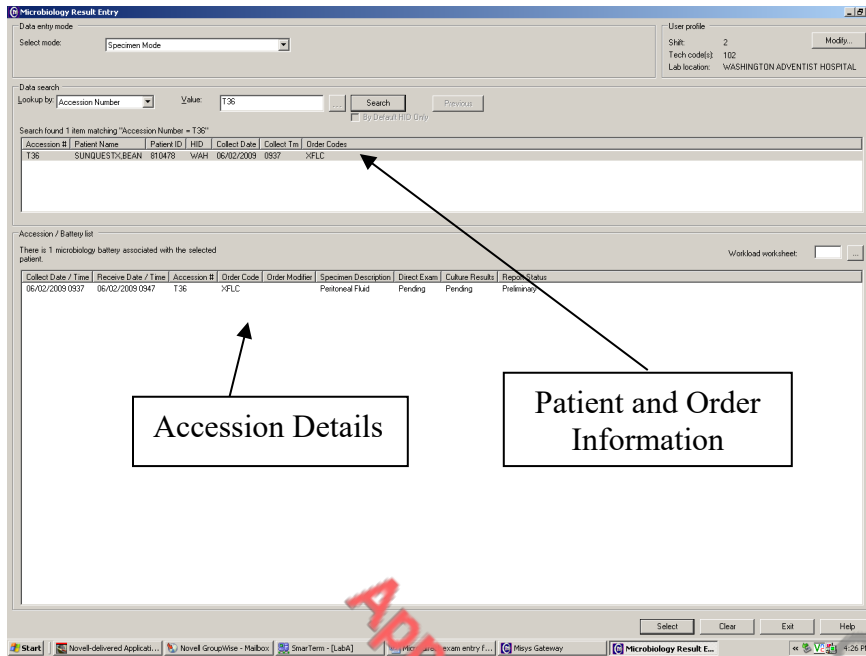 Microbiology Result Entry
Data entry mode
Select mode: Specimen Mode
User profile
Shift: 2 Modify...
Tech code(s): 102
Lab location: WASHINGTON ADVENTIST HOSPITAL
Data search
Lookup by: Accession Number Value: T36 ... Search Previous
By Default HID Only
Search found 1 item matching "Accession Number = T36"
Accession # Patient Name Patient ID HID Collect Date Collect Tm Order Codes
T36 SUNQUESTX,BEAN 810478 WAH 06/02/2009 0937 XFLC
Accession / Battery list
There is 1 microbiology battery associated with the selected
patient.
Workload worksheet: ...
Collect Date / Time Receive Date / Time Accession # Order Code Order Modifier Specimen Description Direct Exam Culture Results Report Status
06/02/2009 0937 06/02/2009 0947 T36 XFLC Peritoneal Fluid Pending Pending Preliminary
Accession Details
Patient and Order
Information
Select Clear Exit Help
Start Novell-delivered Applicati... Novell GroupWise - Mailbox SmarTerm - [LabA] exam entry f... Misys Gateway Microbiology Result E... « 4:26 P